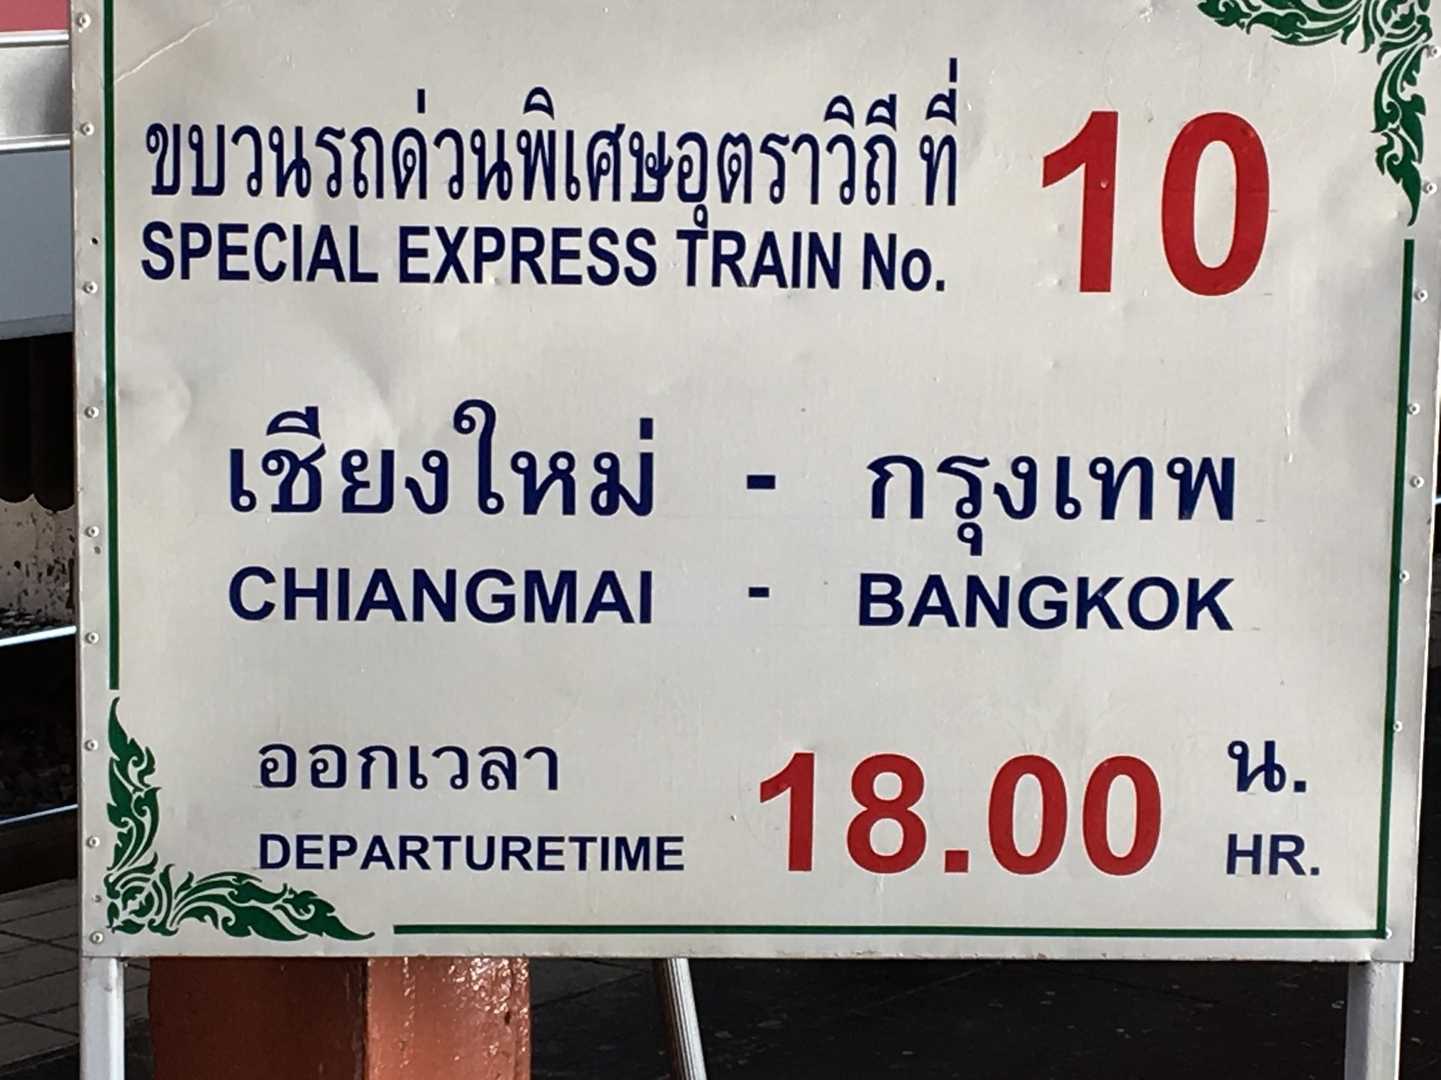 ขบวนรถด่วนพิเศษอุตราวิถี ที่ 10
SPECIAL EXPRESS TRAIN No.
เชียงใหม่ - กรุงเทพ
CHIANGMAI - BANGKOK
ออกเวลา 18.00 น.
DEPARTURETIME HR.